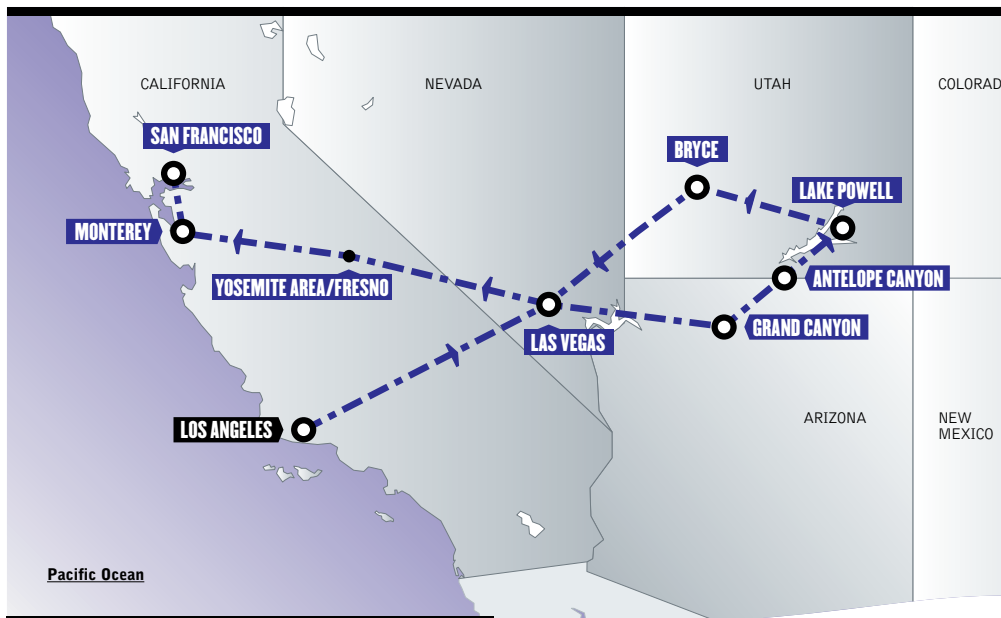 CALIFORNIA
NEVADA
UTAH
COLORAD
SAN FRANCISCO
BRYCE
LAKE POWELL
MONTEREY
YOSEMITE AREA/FRESNO
ANTELOPE CANYON
LAS VEGAS
GRAND CANYON
LOS ANGELES
ARIZONA
NEW
MEXICO
Pacific Ocean